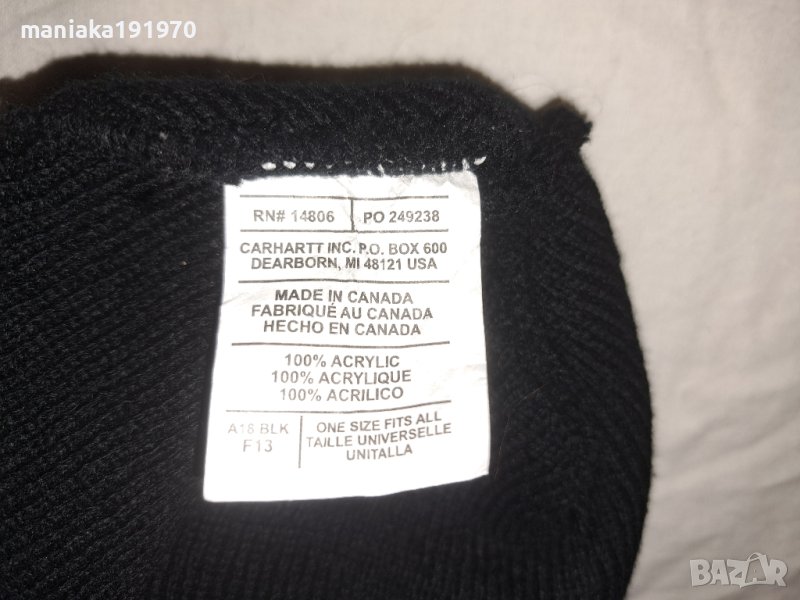 maniaka191970
RN# 14806
PO 249238
CARHARTT INC. P.O. BOX 600
DEARBORN, MI 48121 USA
MADE IN CANADA
FABRIQUÉ AU CANADA
HECHO EN CANADA
100% ACRYLIC
100% ACRYLIQUE
100% ACRILICO
A18 BLK
F13
ONE SIZE FITS ALL
TAILLE UNIVERSELLE
UNITALLA
BAZAR